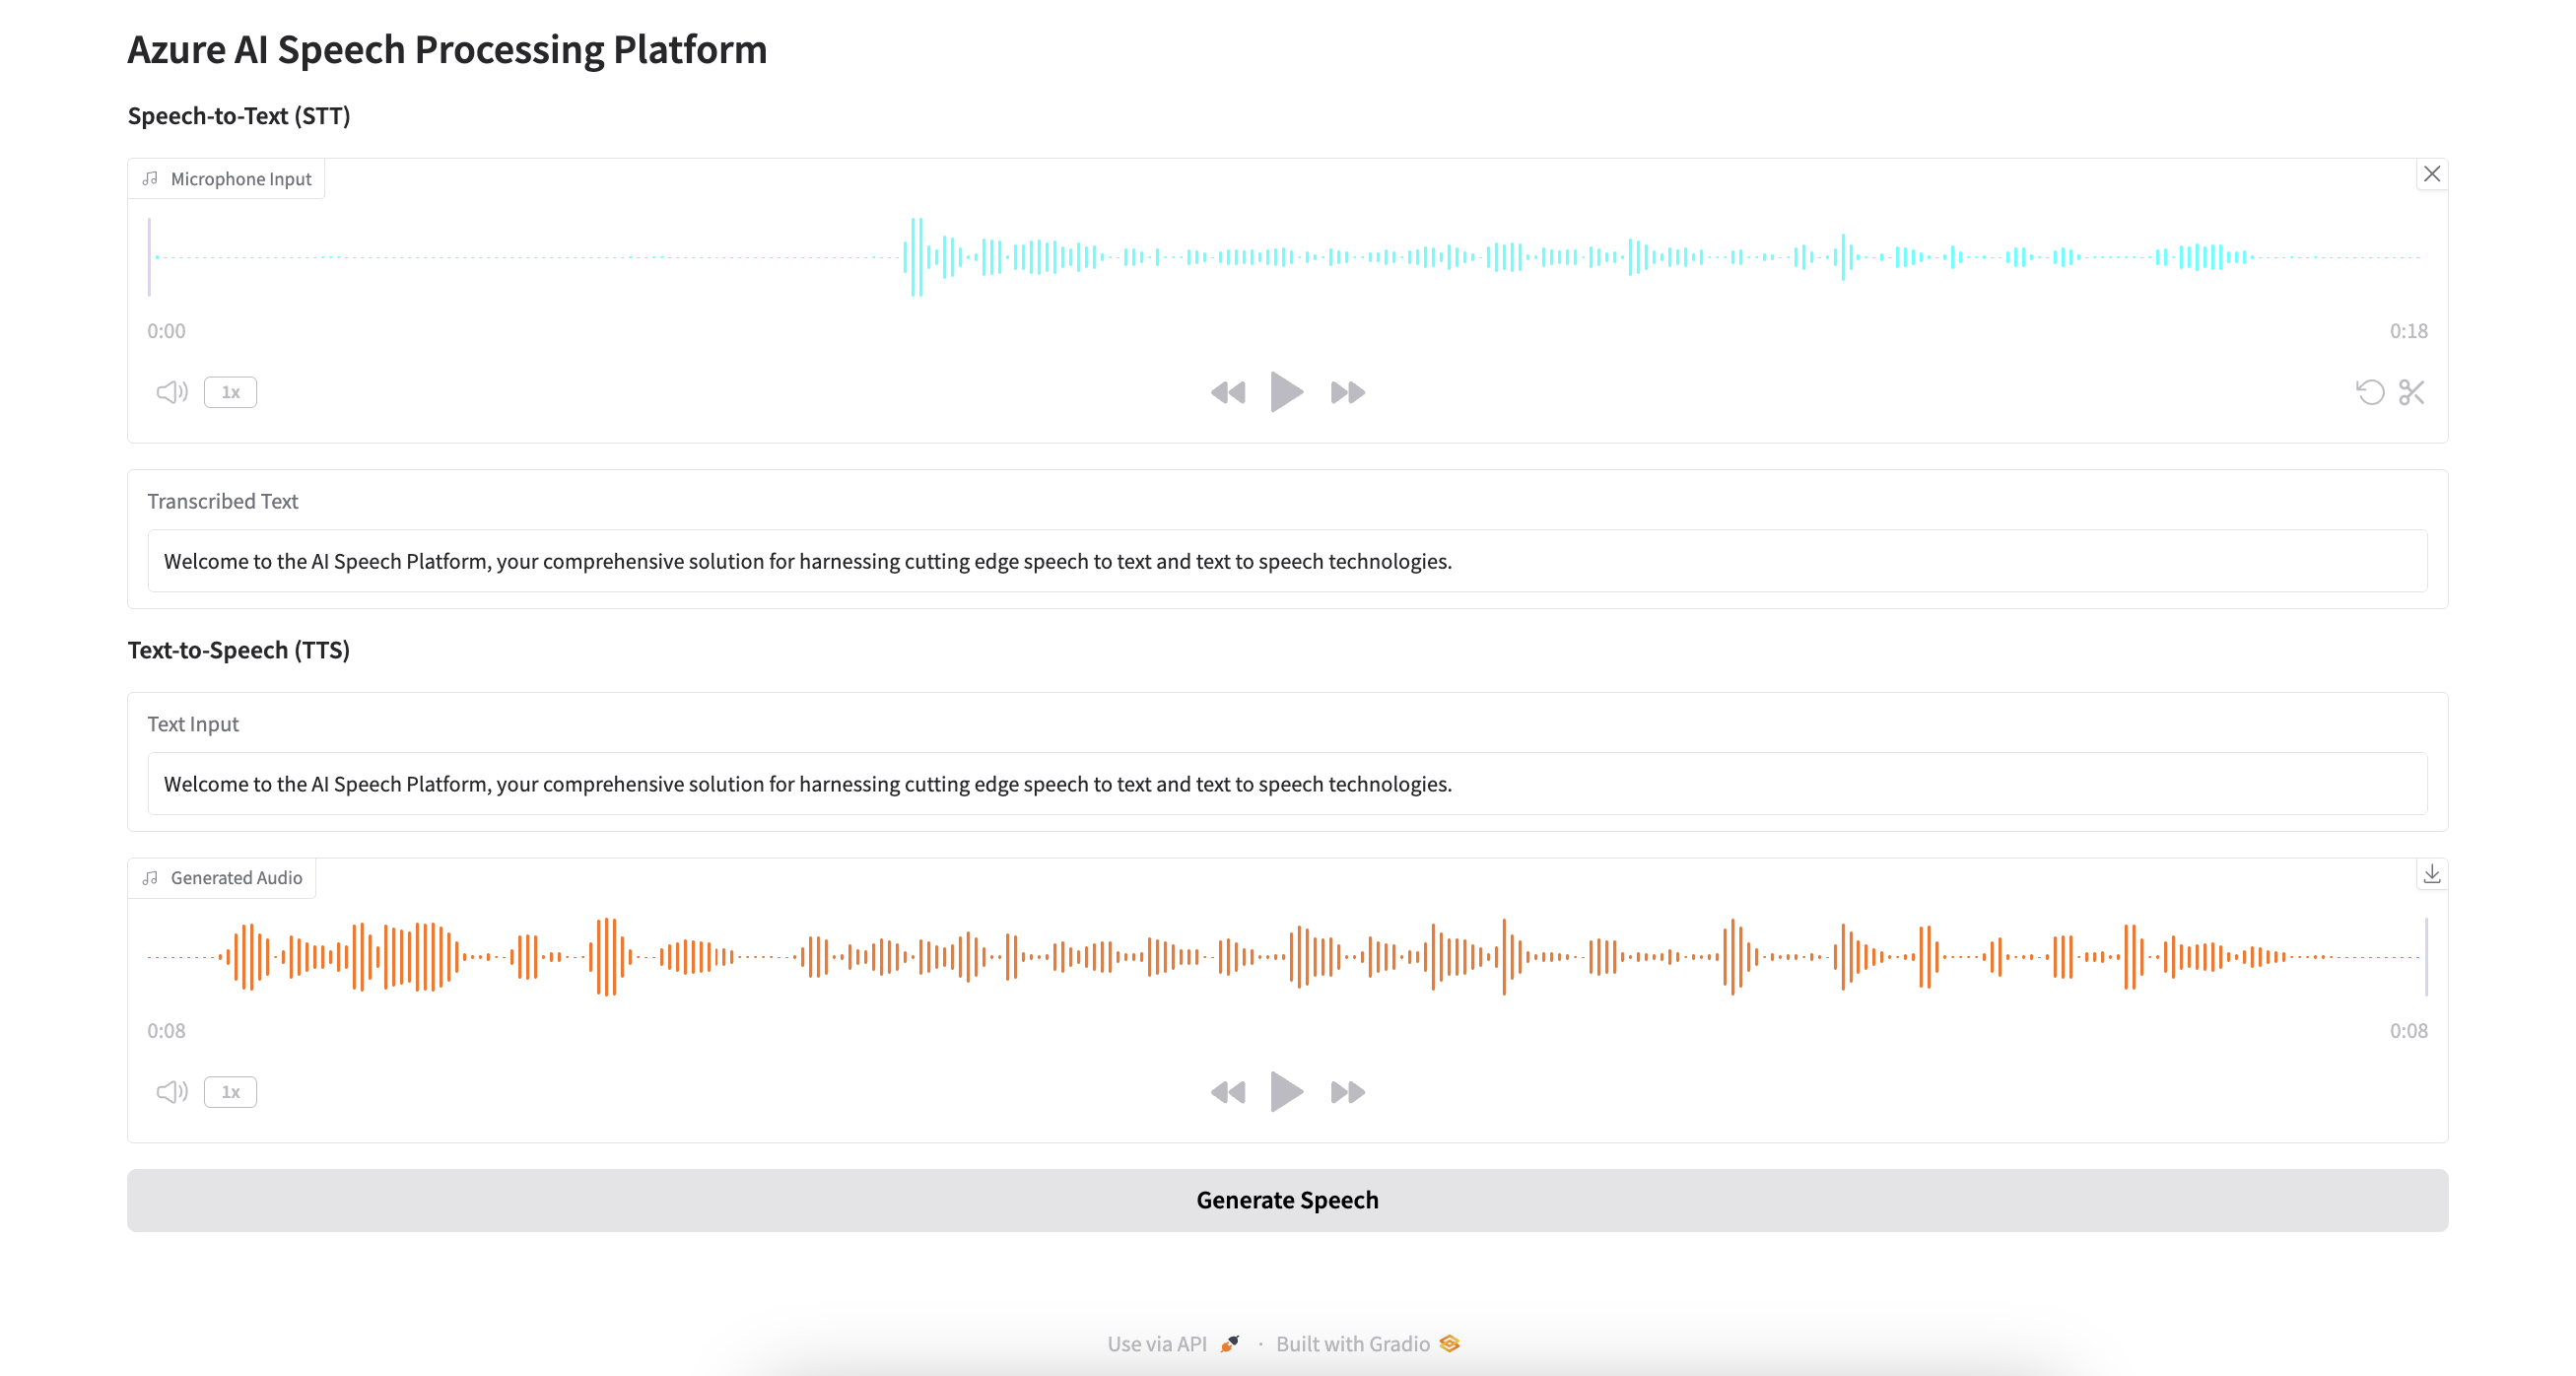 Azure AI Speech Processing Platform
Speech-to-Text (STT)
Microphone Input
0:00 0:18
1x
Transcribed Text
Welcome to the AI Speech Platform, your comprehensive solution for harnessing cutting edge speech to text and text to speech technologies.
Text-to-Speech (TTS)
Text Input
Welcome to the AI Speech Platform, your comprehensive solution for harnessing cutting edge speech to text and text to speech technologies.
Generated Audio
0:08 0:08
1x
Generate Speech
Use via API · Built with Gradio